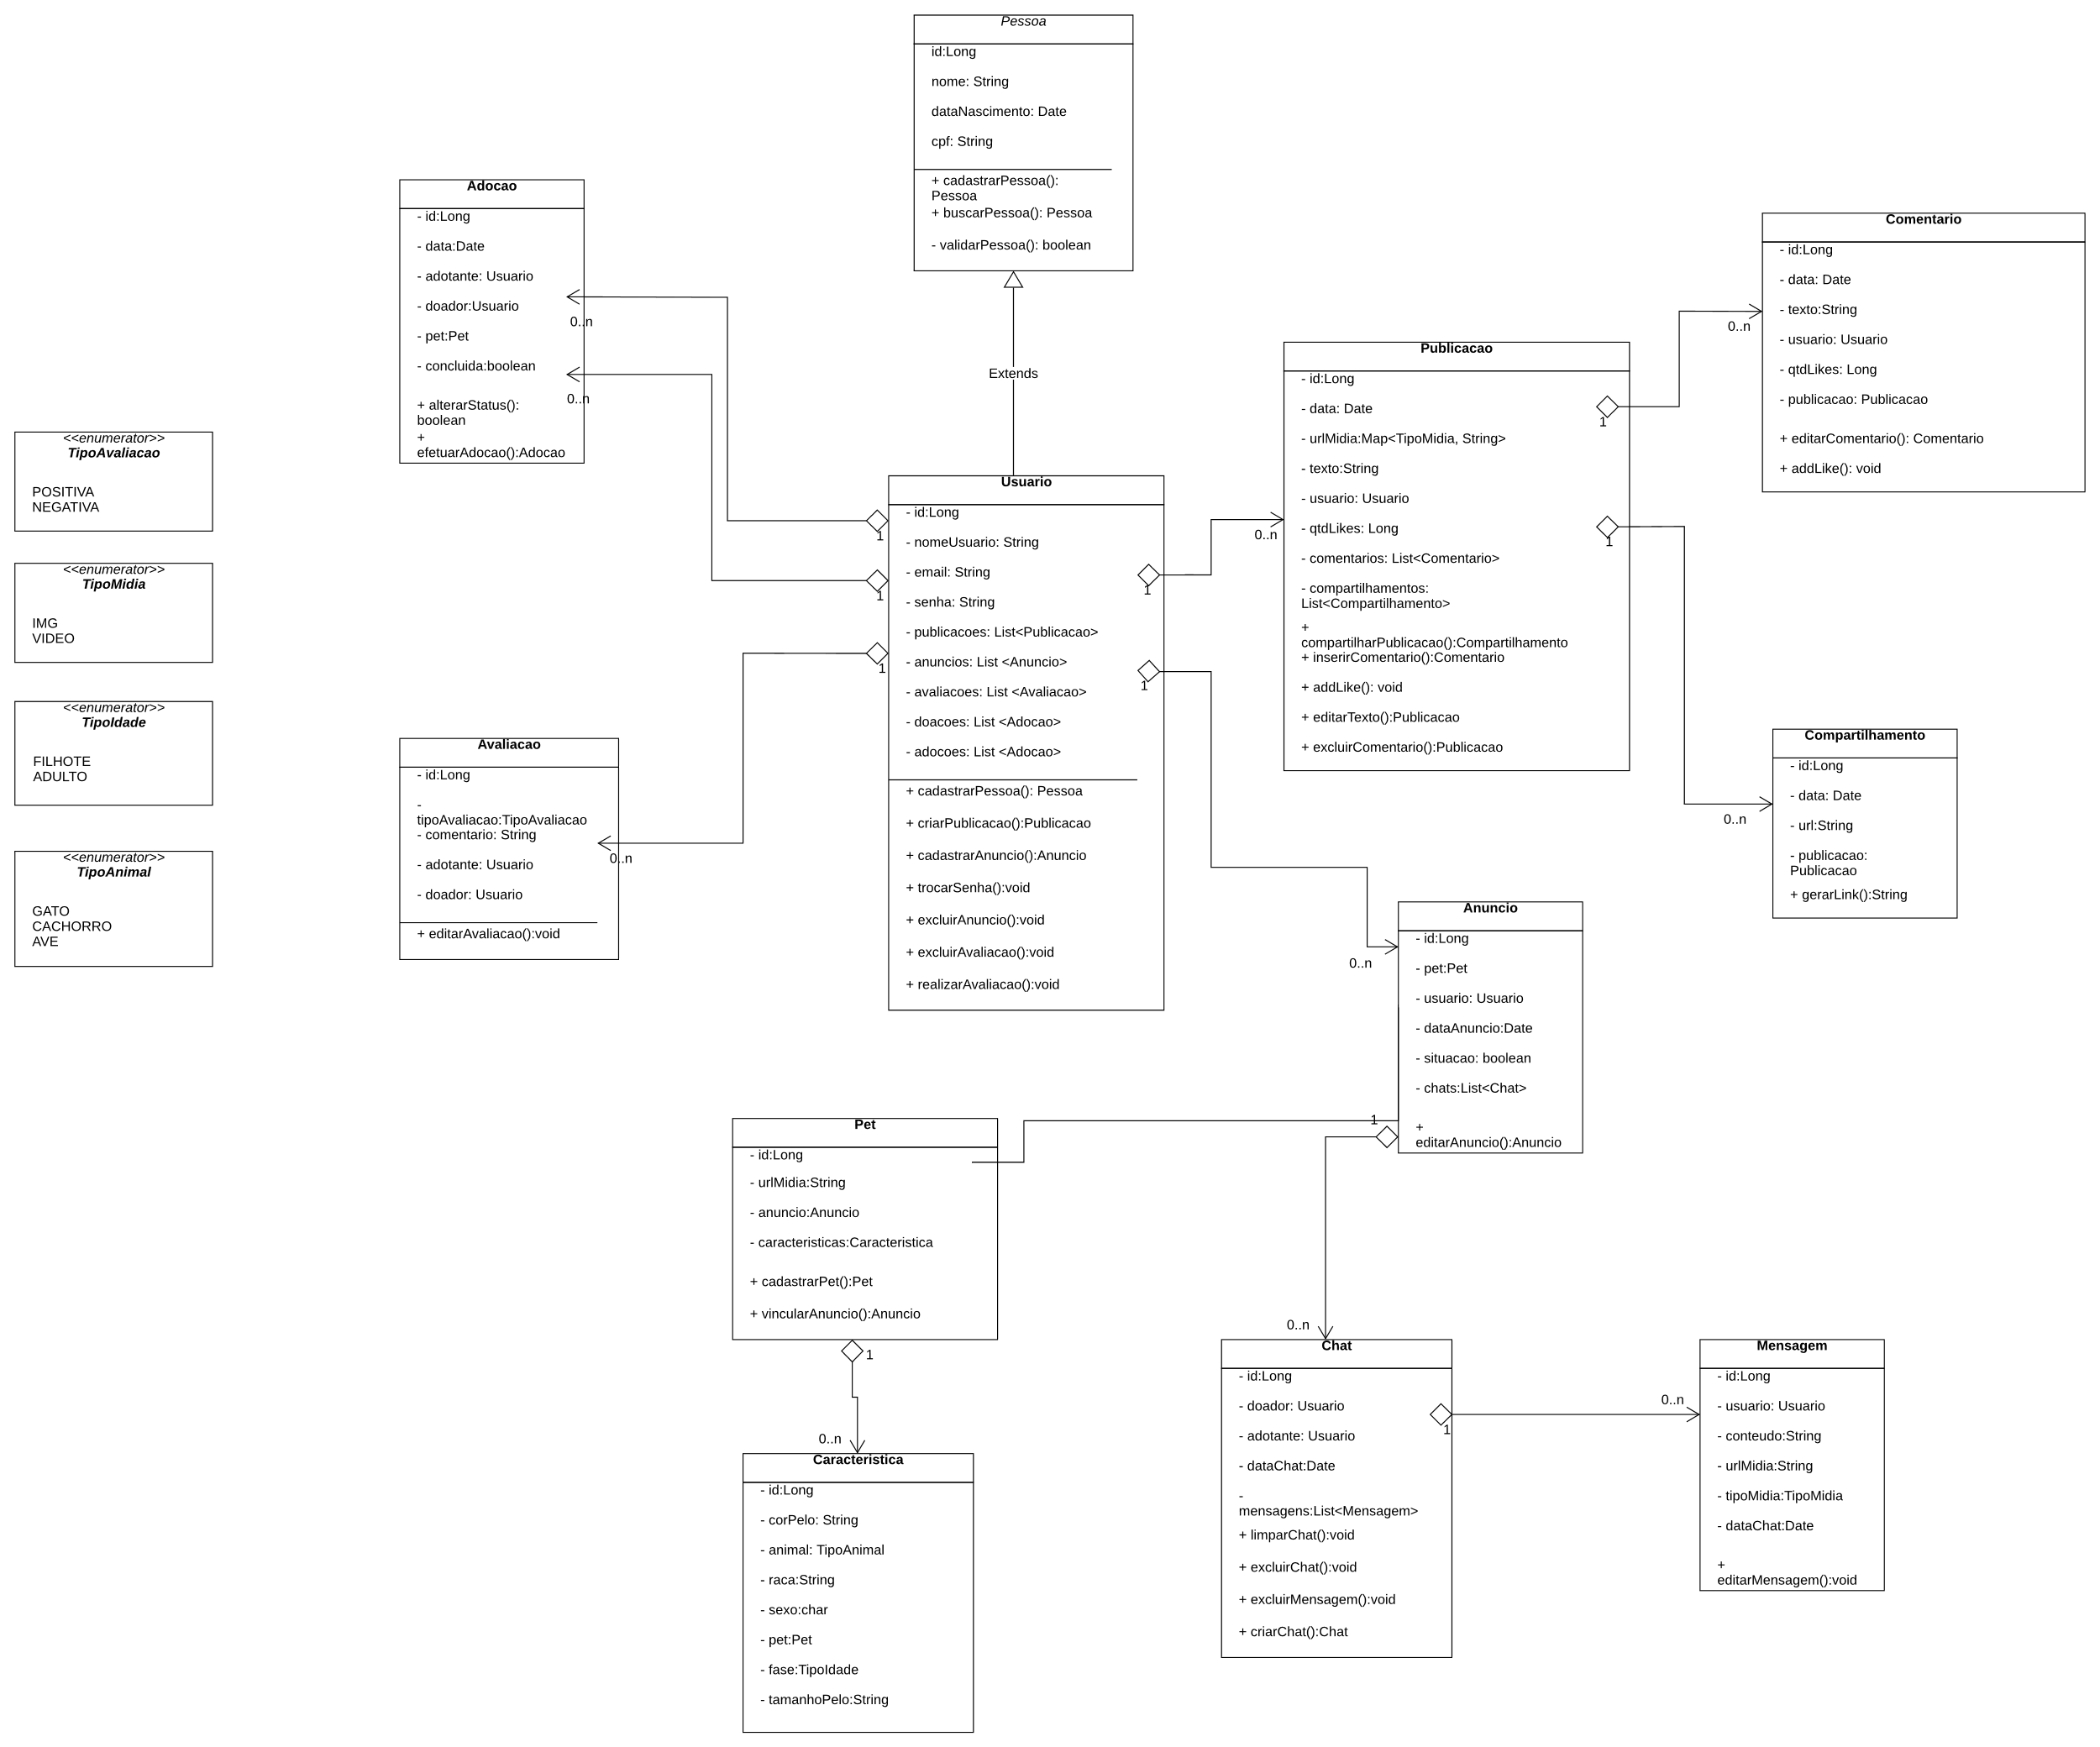 Pessoa
id:Long
nome: String
dataNascimento: Date
cpf: String
+ cadastrarPessoa():
Pessoa
+ buscarPessoa(): Pessoa
- validarPessoa(): boolean
Extends
Adocao
- id:Long
- data:Date
- adotante: Usuario
- doador:Usuario
- pet:Pet
- concluida:boolean
+ alterarStatus():
boolean
+
efetuarAdocao():Adocao
0..n
0..n
<<enumerator>>
TipoAvaliacao
POSITIVA
NEGATIVA
<<enumerator>>
TipoMidia
IMG
VIDEO
<<enumerator>>
TipoIdade
FILHOTE
ADULTO
<<enumerator>>
TipoAnimal
GATO
CACHORRO
AVE
Avaliacao
- id:Long
-
tipoAvaliacao:TipoAvaliacao
- comentario: String
- adotante: Usuario
- doador: Usuario
+ editarAvaliacao():void
0..n
Usuario
- id:Long
- nomeUsuario: String
- email: String
- senha: String
- publicacoes: List<Publicacao>
- anuncios: List <Anuncio>
- avaliacoes: List <Avaliacao>
- doacoes: List <Adocao>
- adocoes: List <Adocao>
+ cadastrarPessoa(): Pessoa
+ criarPublicacao():Publicacao
+ cadastrarAnuncio():Anuncio
+ trocarSenha():void
+ excluirAnuncio():void
+ excluirAvaliacao():void
+ realizarAvaliacao():void
1
1
1
1
1
0..n
Publicacao
- id:Long
- data: Date
- urlMidia:Map<TipoMidia, String>
- texto:String
- usuario: Usuario
- qtdLikes: Long
- comentarios: List<Comentario>
- compartilhamentos:
List<Compartilhamento>
+
compartilharPublicacao():Compartilhamento
+ inserirComentario():Comentario
+ addLike(): void
+ editarTexto():Publicacao
+ excluirComentario():Publicacao
1
1
0..n
Comentario
- id:Long
- data: Date
- texto:String
- usuario: Usuario
- qtdLikes: Long
- publicacao: Publicacao
+ editarComentario(): Comentario
+ addLike(): void
0..n
Compartilhamento
- id:Long
- data: Date
- url:String
- publicacao:
Publicacao
+ gerarLink():String
0..n
Anuncio
- id:Long
- pet:Pet
- usuario: Usuario
- dataAnuncio:Date
- situacao: boolean
- chats:List<Chat>
+
editarAnuncio():Anuncio
1
Pet
- id:Long
- urlMidia:String
- anuncio:Anuncio
- caracteristicas:Caracteristica
+ cadastrarPet():Pet
+ vincularAnuncio():Anuncio
1
0..n
Caracteristica
- id:Long
- corPelo: String
- animal: TipoAnimal
- raca:String
- sexo:char
- pet:Pet
- fase:TipoIdade
- tamanhoPelo:String
0..n
Chat
- id:Long
- doador: Usuario
- adotante: Usuario
- dataChat:Date
-
mensagens:List<Mensagem>
+ limparChat():void
+ excluirChat():void
+ excluirMensagem():void
+ criarChat():Chat
1
0..n
Mensagem
- id:Long
- usuario: Usuario
- conteudo:String
- urlMidia:String
- tipoMidia:TipoMidia
- dataChat:Date
+
editarMensagem():void